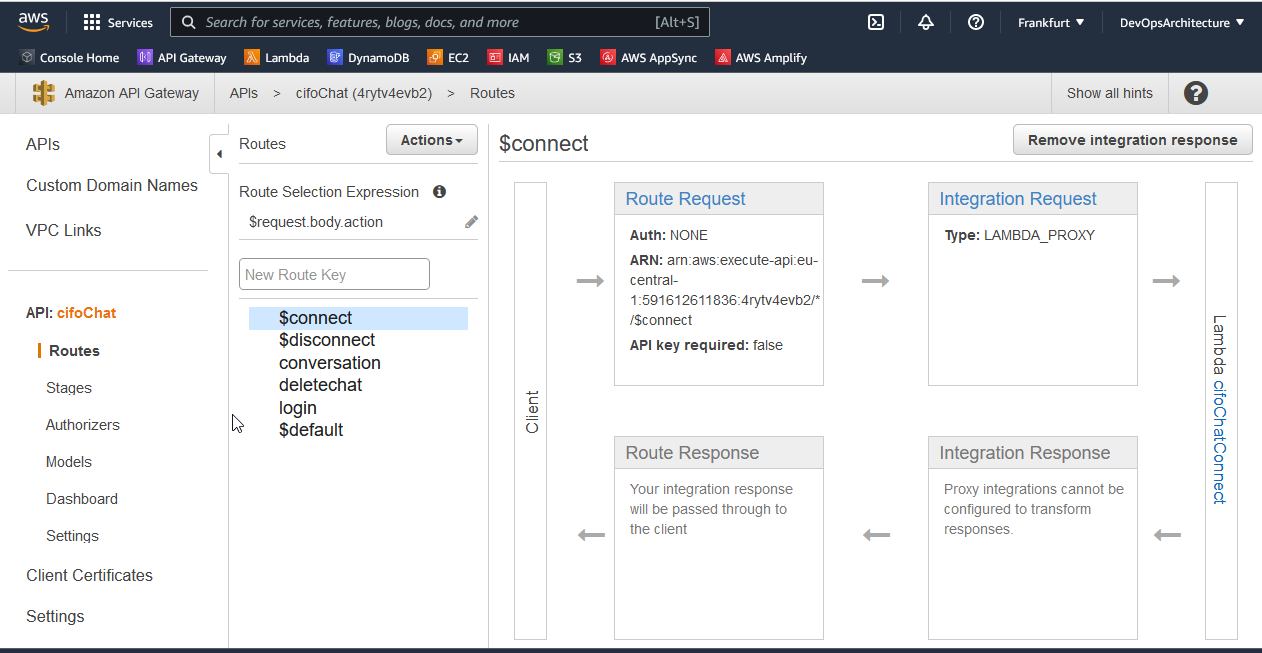 aws
Services
Search for services, features, blogs, docs, and more
[Alt+S]
Frankfurt
DevOpsArchitecture
Console Home
API Gateway
Lambda
DynamoDB
EC2
IAM
S3
AWS AppSync
AWS Amplify
Amazon API Gateway
APIs > cifoChat (4rytv4evb2) > Routes
Show all hints
?
APIs
Custom Domain Names
VPC Links
API: cifoChat
Routes
Stages
Authorizers
Models
Dashboard
Settings
Client Certificates
Settings
Routes
Actions
Route Selection Expression
$request.body.action
New Route Key
$connect
$disconnect
conversation
deletechat
login
$default
$connect
Remove integration response
Client
Route Request
Auth: NONE
ARN: arn:aws:execute-api:eu-
central-
1:591612611836:4rytv4evb2/*
/$connect
API key required: false
Integration Request
Type: LAMBDA_PROXY
Route Response
Your integration response
will be passed through to
the client
Integration Response
Proxy integrations cannot be
configured to transform
responses.
Lambda cifoChatConnect